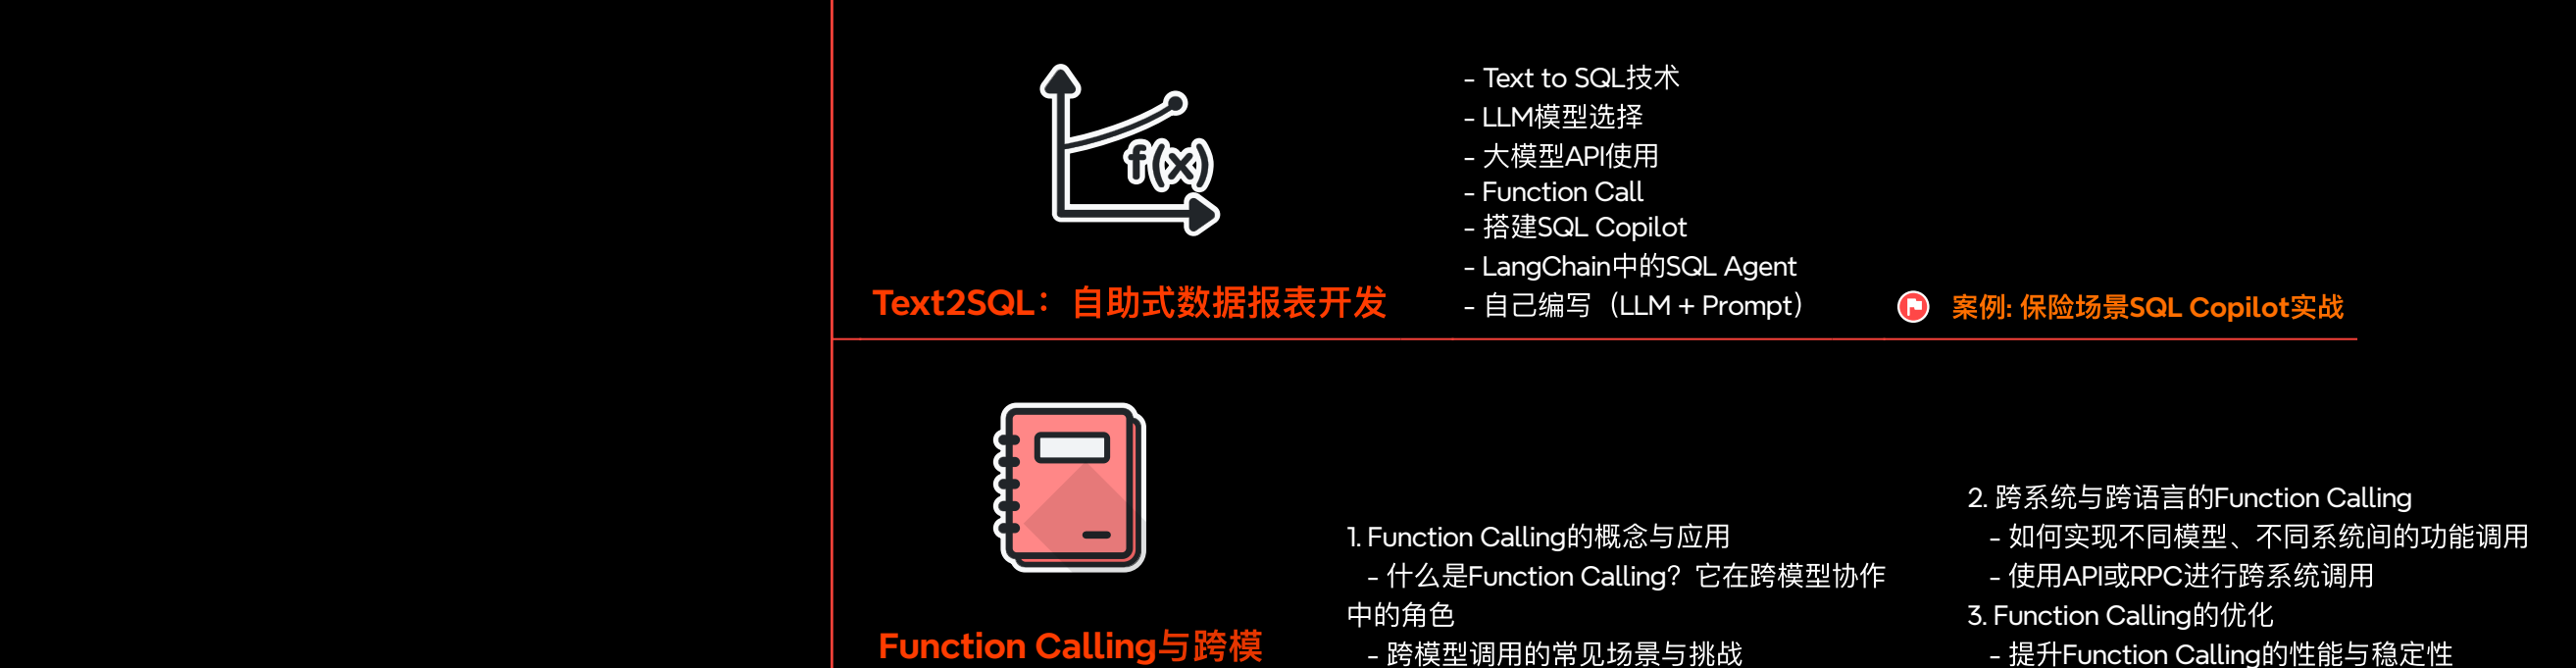 f(x)
Text2SQL：自助式数据报表开发
- Text to SQL技术
- LLM模型选择
- 大模型API使用
- Function Call
- 搭建SQL Copilot
- LangChain中的SQL Agent
- 自己编写（LLM + Prompt）
案例: 保险场景SQL Copilot实战
Function Calling与跨模
1. Function Calling的概念与应用
- 什么是Function Calling？它在跨模型协作
中的角色
- 跨模型调用的常见场景与挑战
2. 跨系统与跨语言的Function Calling
- 如何实现不同模型、不同系统间的功能调用
- 使用API或RPC进行跨系统调用
3. Function Calling的优化
- 提升Function Calling的性能与稳定性